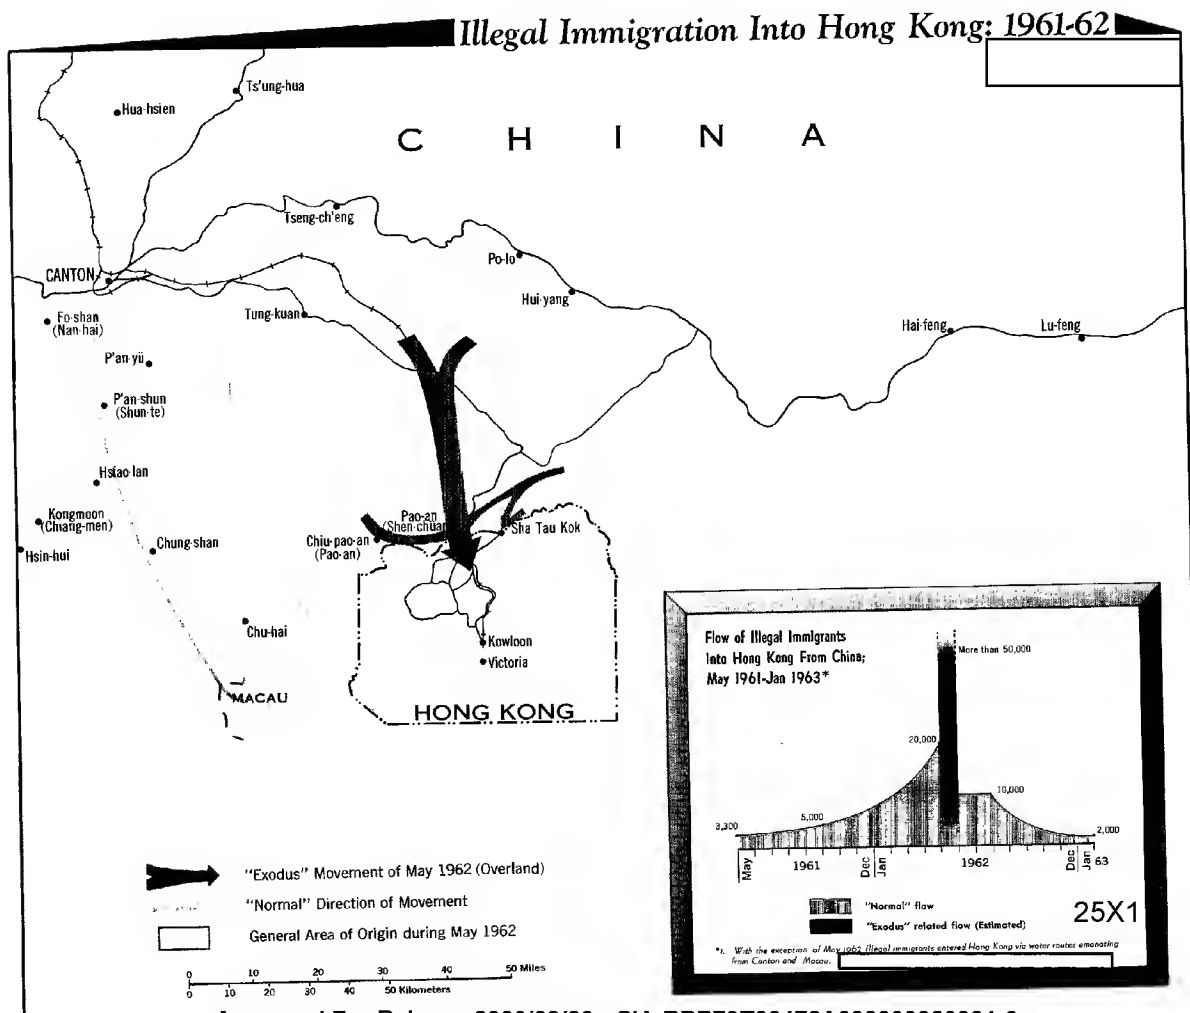 Illegal Immigration Into Hong Kong: 1961-62
Ts'ung-hua
Hua-hsien
CHINA
Tseng-ch'eng
Po-lo
CANTON
Hui-yang
Fo-shan
(Nan-hai)
Tung-kuan
Hai-feng
Lu-feng
P'an-yü
P'an-shun
(Shun-te)
Hsiao-lan
Kongmoon
(Chiang-men)
Pao-an
(Shen-chuan
Sha Tau Kok
Chiu-pao-an
(Pao-an)
Hsin-hui
Chung-shan
Chu-hai
Kowloon
Victoria
MACAU
HONG KONG
Flow of Illegal Immigrants
Into Hong Kong From China;
May 1961-Jan 1963*
More than 50,000
20,000
10,000
5,000
3,300
2,000
May
1961
Dec
Jan
1962
Dec
Jan
63
"Normal" flow
"Exodus" related flow (Estimated)
25X1
*1. With the exception of May 1962 illegal immigrants entered Hong Kong via water routes emanating
from Canton and Macau.
"Exodus" Movement of May 1962 (Overland)
"Normal" Direction of Movement
General Area of Origin during May 1962
0 10 20 30 40 50 Miles
0 10 20 30 40 50 Kilometers